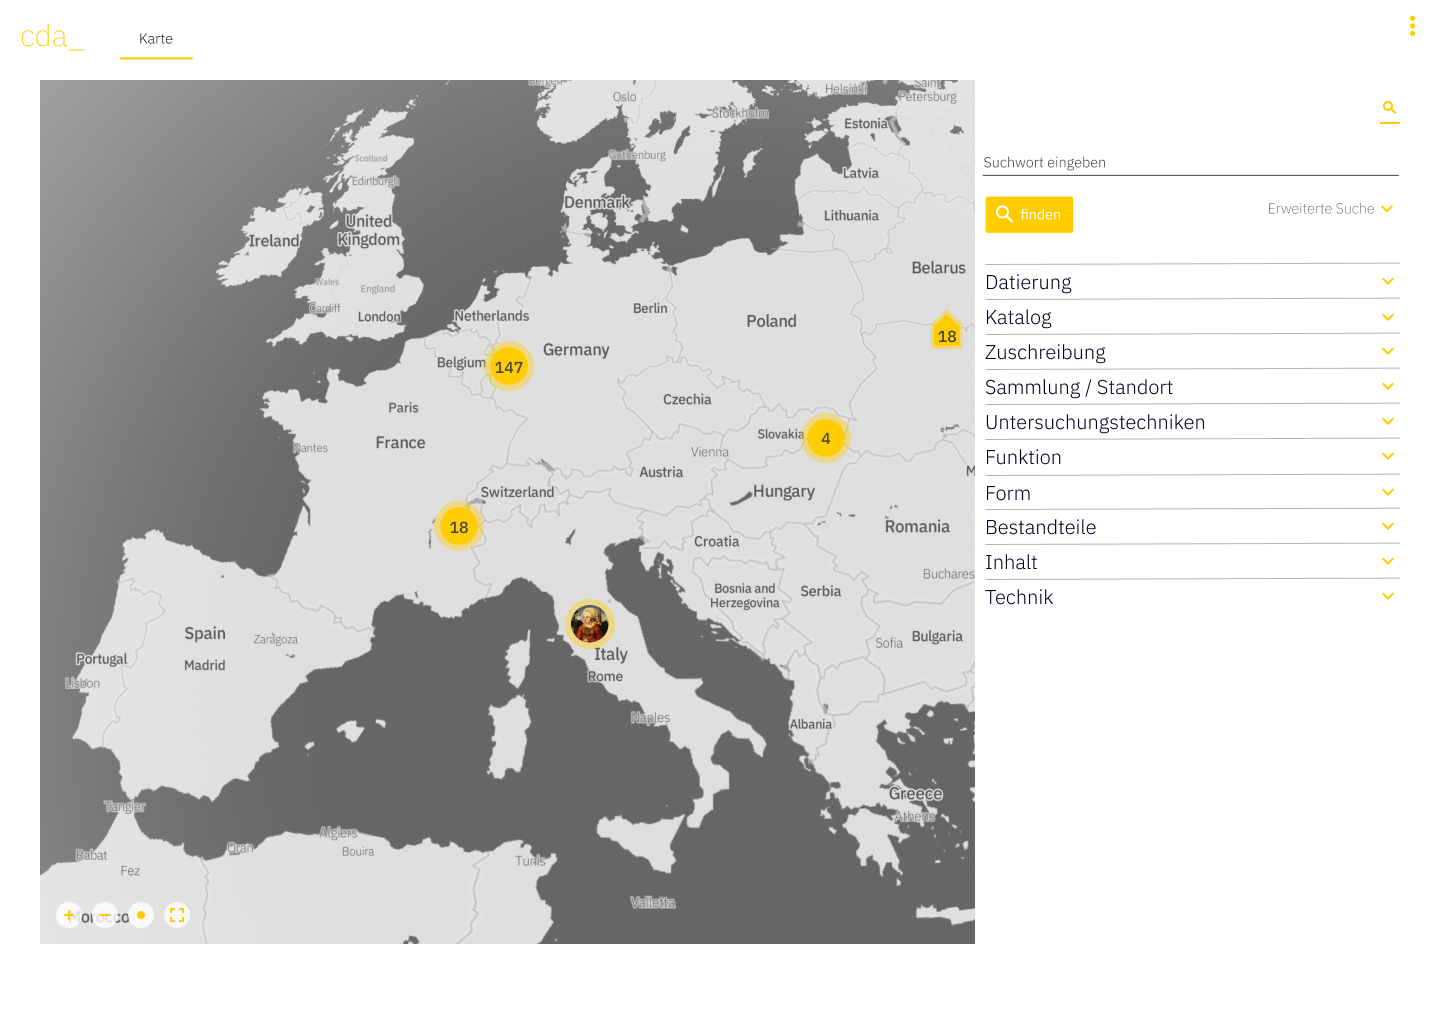 cda_
Karte
Bergen
Oslo
Helsinki
Saint
Petersburg
Stockholm
Estonia
Scotland
Gothenburg
Edinburgh
Latvia
Denmark
Lithuania
United
Kingdom
Ireland
Belarus
Wales
England
Cardiff
London
Netherlands
Berlin
Poland
18
Germany
Belgium
147
Czechia
Paris
France
Nantes
Slovakia
4
Vienna
Austria
M
Switzerland
Hungary
18
Romania
Croatia
Buchares
Bosnia and
Herzegovina
Serbia
Spain
Zaragoza
Sofia
Bulgaria
Portugal
Madrid
Italy
Lisbon
Rome
Naples
Albania
Greece
Tangier
Athens
Algiers
Oran
Rabat
Bouira
Tunis
Fez
Valletta
Morocco
Suchwort eingeben
finden
Erweiterte Suche
Datierung
Katalog
Zuschreibung
Sammlung / Standort
Untersuchungstechniken
Funktion
Form
Bestandteile
Inhalt
Technik